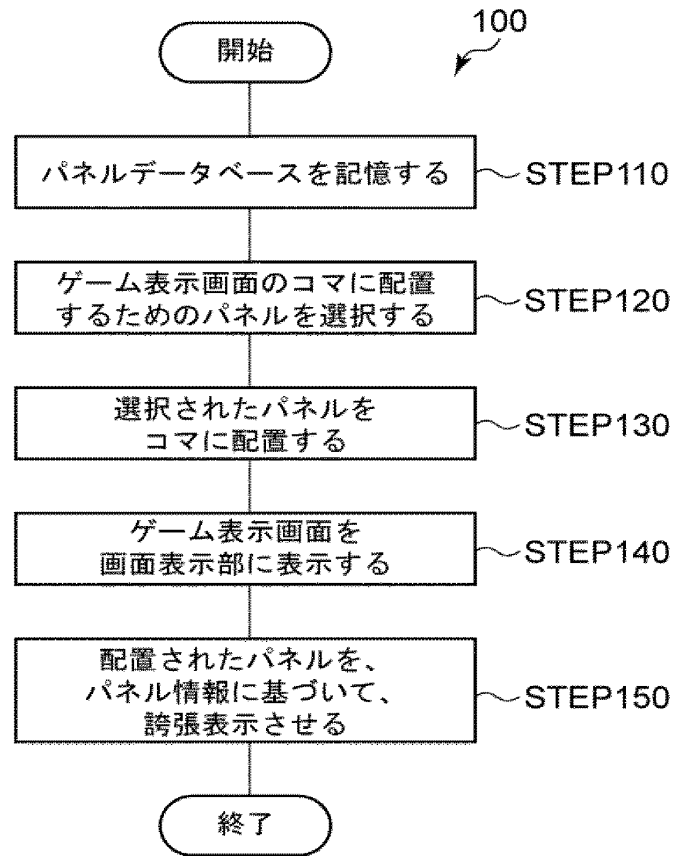 100
開始
パネルデータベースを記憶する
STEP110
ゲーム表示画面のコマに配置
するためのパネルを選択する
STEP120
選択されたパネルを
コマに配置する
STEP130
ゲーム表示画面を
画面表示部に表示する
STEP140
配置されたパネルを、
パネル情報に基づいて、
誇張表示させる
STEP150
終了